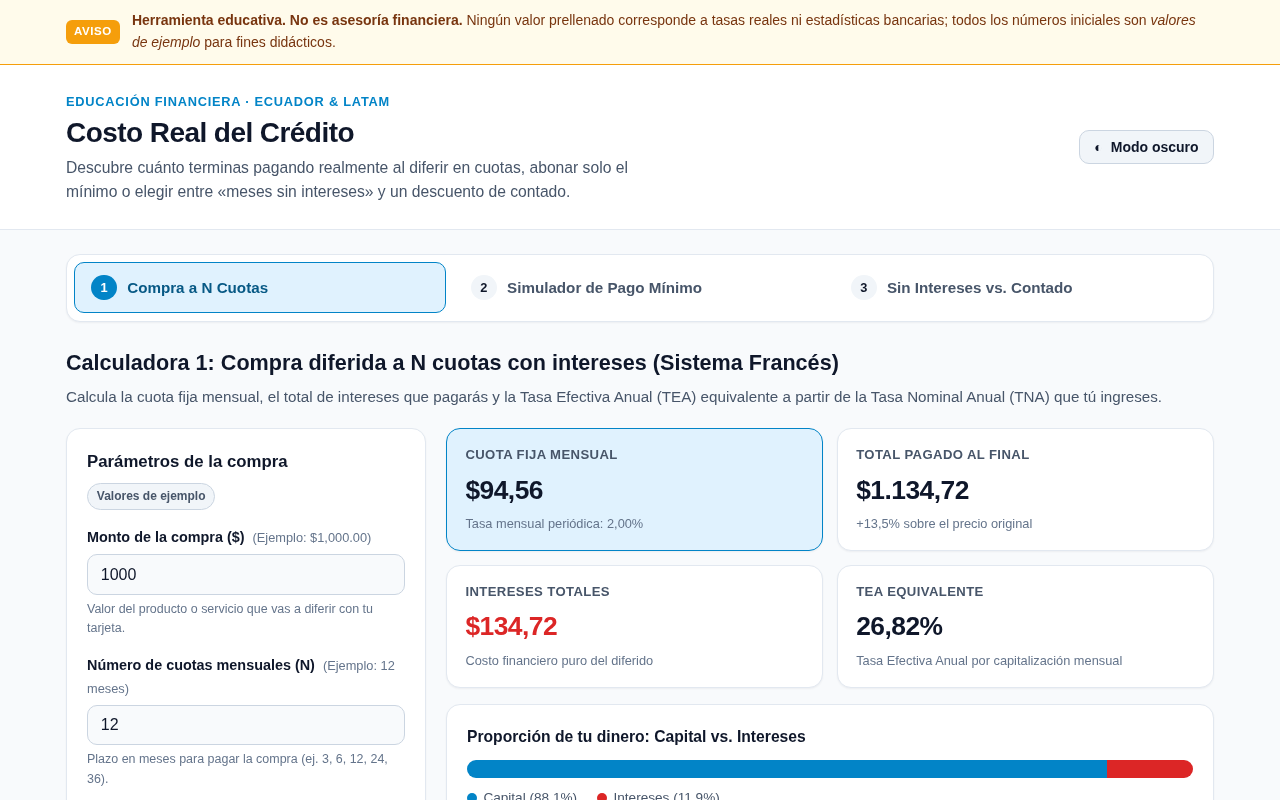 AVISO
Herramienta educativa. No es asesoría financiera. Ningún valor prellenado corresponde a tasas reales ni estadísticas bancarias; todos los números iniciales son valores
de ejemplo para fines didácticos.
EDUCACIÓN FINANCIERA · ECUADOR & LATAM
Costo Real del Crédito
Descubre cuánto terminas pagando realmente al diferir en cuotas, abonar solo el
mínimo o elegir entre «meses sin intereses» y un descuento de contado.
Modo oscuro
1 Compra a N Cuotas
2 Simulador de Pago Mínimo
3 Sin Intereses vs. Contado
Calculadora 1: Compra diferida a N cuotas con intereses (Sistema Francés)
Calcula la cuota fija mensual, el total de intereses que pagarás y la Tasa Efectiva Anual (TEA) equivalente a partir de la Tasa Nominal Anual (TNA) que tú ingreses.
Parámetros de la compra
Valores de ejemplo
Monto de la compra ($) (Ejemplo: $1,000.00)
1000
Valor del producto o servicio que vas a diferir con tu
tarjeta.
Número de cuotas mensuales (N) (Ejemplo: 12
meses)
12
Plazo en meses para pagar la compra (ej. 3, 6, 12, 24,
36).
CUOTA FIJA MENSUAL
$94,56
Tasa mensual periódica: 2,00%
TOTAL PAGADO AL FINAL
$1.134,72
+13,5% sobre el precio original
INTERESES TOTALES
$134,72
Costo financiero puro del diferido
TEA EQUIVALENTE
26,82%
Tasa Efectiva Anual por capitalización mensual
Proporción de tu dinero: Capital vs. Intereses
Capital (88,1%)
Intereses (11,9%)